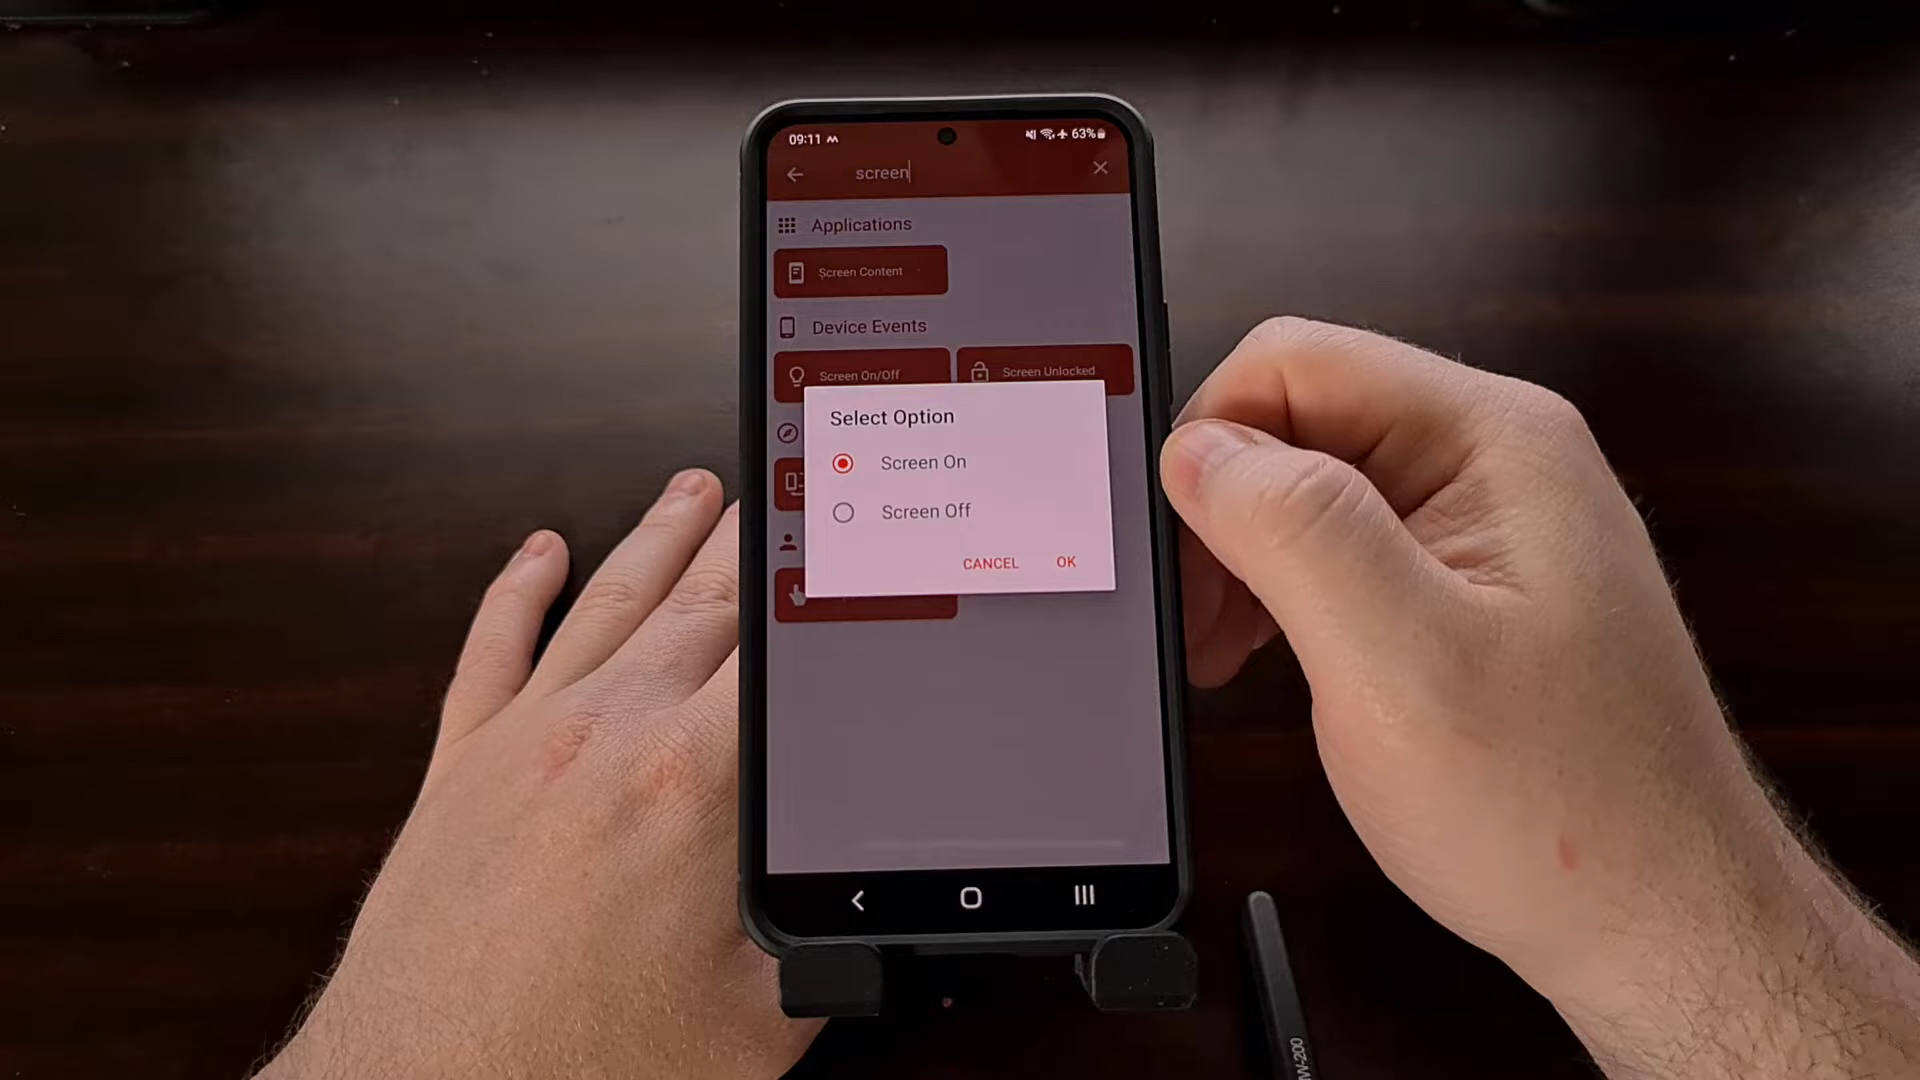 09:11
63%
screen
Applications
Screen Content
Device Events
Screen On/Off
Screen Unlocked
Select Option
Screen On
Screen Off
CANCEL
OK